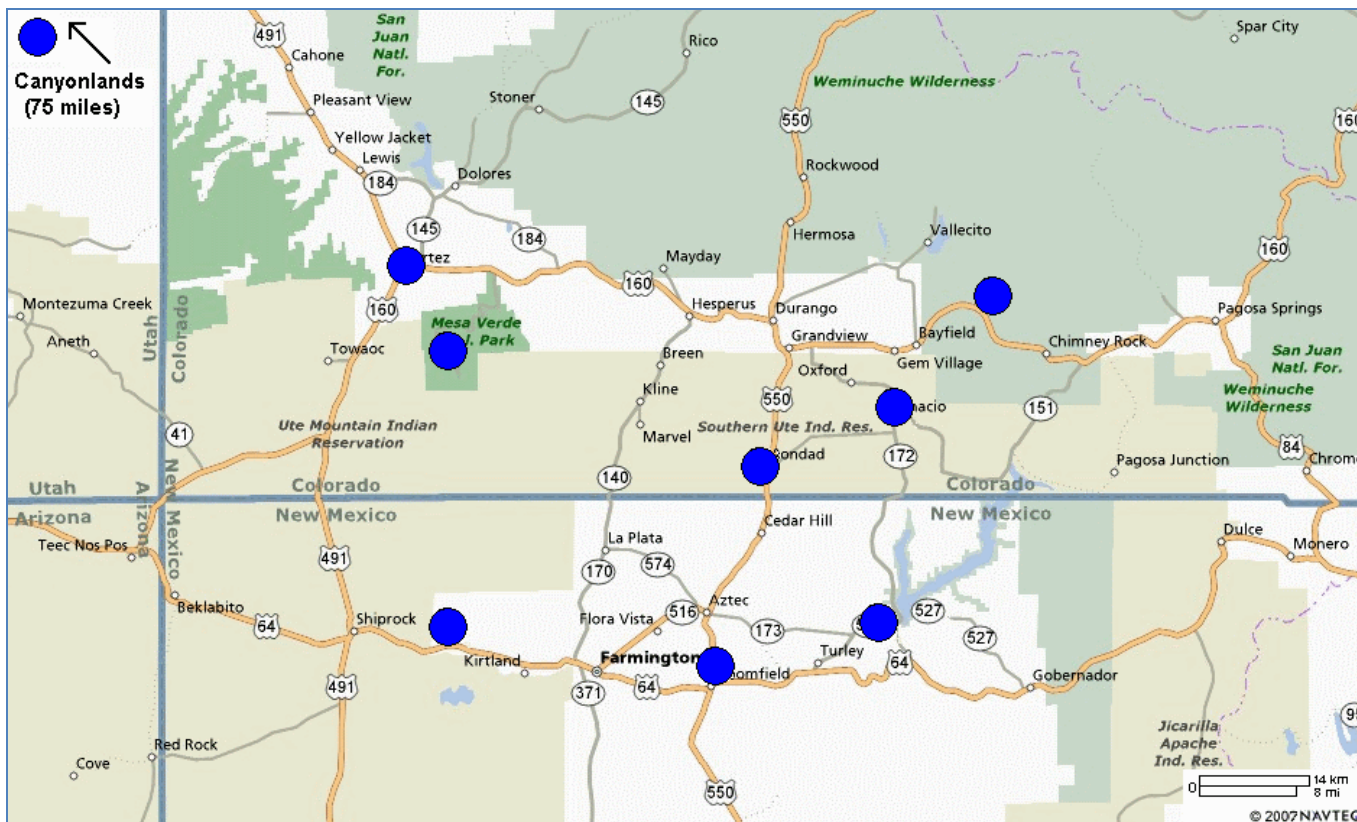 Canyonlands
(75 miles)
491
Cahone
San
Juan
Natl.
For.
Rico
Spar City
Pleasant View
Stoner
145
Weminuche Wilderness
550
160
Yellow Jacket
Lewis
184
Dolores
Rockwood
145
184
Hermosa
Vallecito
160
Mayday
160
Montezuma Creek
Utah
Colorado
160
Hesperus
Durango
Pagosa Springs
Aneth
Mesa Verde
Park
Towaoc
Grandview
Bayfield
Gem Village
Chimney Rock
Breen
Oxford
San Juan
Natl. For.
Weminuche
Wilderness
Kline
550
151
Marvel
Southern Ute Ind. Res.
Ute Mountain Indian
Reservation
41
172
84
140
Pagosa Junction
Chromo
Utah
Arizona
New Mexico
Colorado
Colorado
Arizona
New Mexico
New Mexico
Teec Nos Pos
Cedar Hill
Dulce
Monero
491
La Plata
574
170
Beklabito
64
Shiprock
Flora Vista
516
Aztec
173
527
527
Kirtland
Farmington
Turley
64
Gobernador
491
371
64
Red Rock
Cove
Jicarilla
Apache
Ind. Res.
550
0
14 km
8 mi
© 2007 NAVTEQ